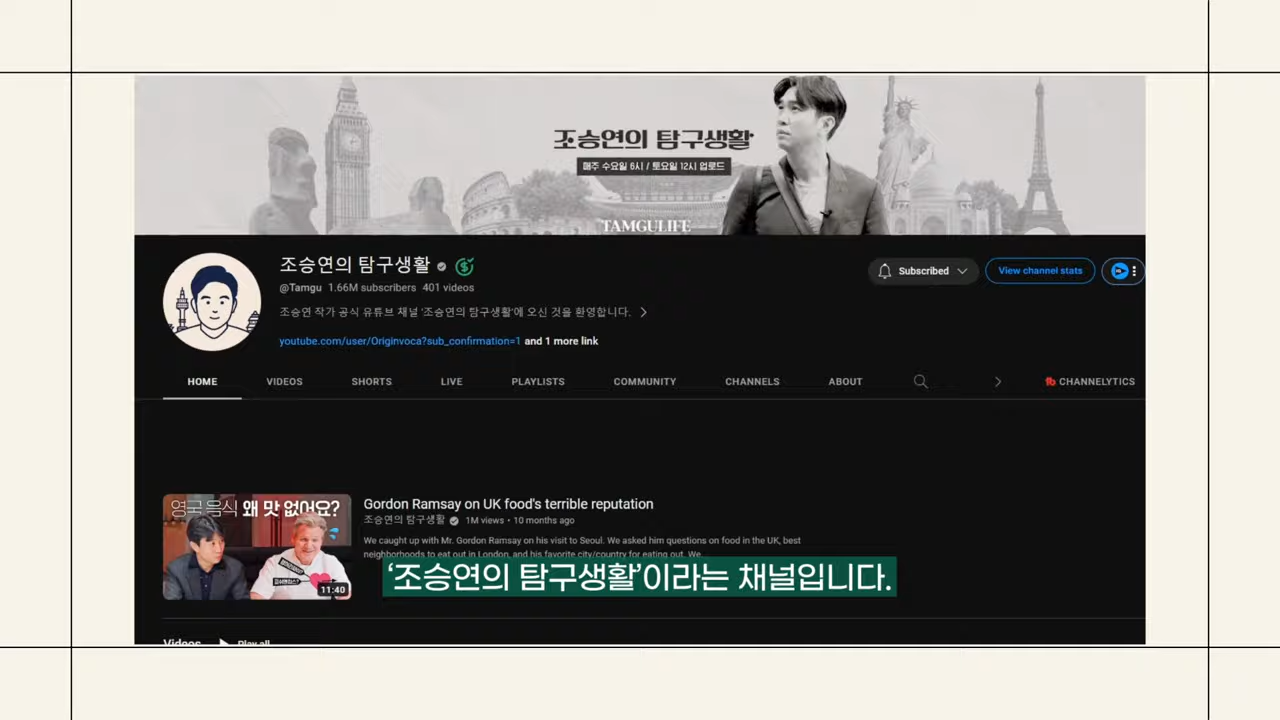 조승연의 탐구생활
매주 수요일 6시 / 토요일 12시 업로드
TAMGULIFE
조승연의 탐구생활
@Tamgu 1.66M subscribers 401 videos
Subscribed
View channel stats
조승연 작가 공식 유튜브 채널 '조승연의 탐구생활'에 오신 것을 환영합니다.
youtube.com/user/Originvoca?sub_confirmation=1 and 1 more link
HOME VIDEOS SHORTS LIVE PLAYLISTS COMMUNITY CHANNELS ABOUT CHANNELYTICS
영국 음식 왜 맛 없어요?
11:40
Gordon Ramsay on UK food's terrible reputation
조승연의 탐구생활 1M views • 10 months ago
We caught up with Mr. Gordon Ramsay on his visit to Seoul. We asked him questions on food in the UK, best
neighborhoods to eat out in London, and his favorite city/country for eating out. We...
'조승연의 탐구생활'이라는 채널입니다.
Videos Play all